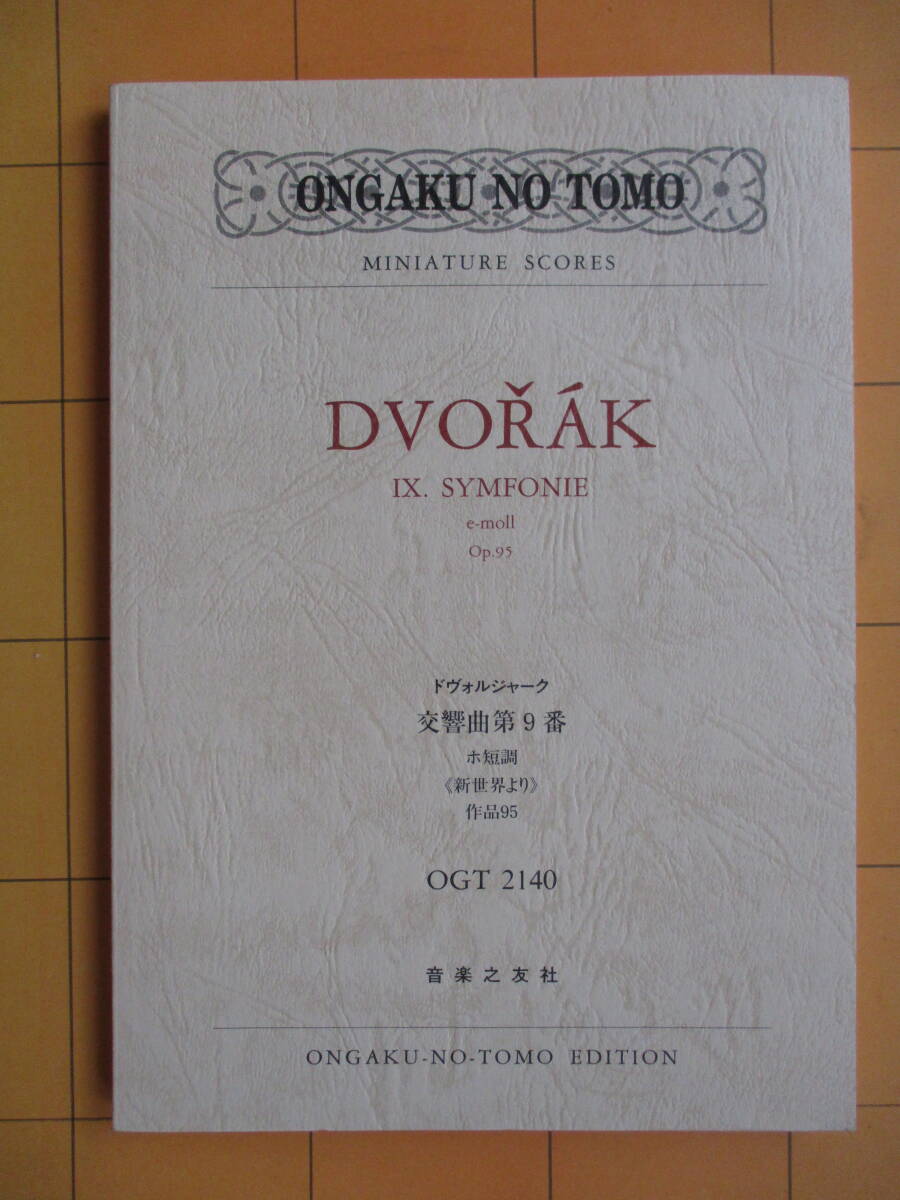 ONGAKU NO TOMO
MINIATURE SCORES
DVOŘÁK
IX. SYMFONIE
e-moll
Op.95
ドヴォルジャーク
交響曲第9番
ホ短調
《新世界より》
作品95
OGT 2140
音楽之友社
ONGAKU-NO-TOMO EDITION